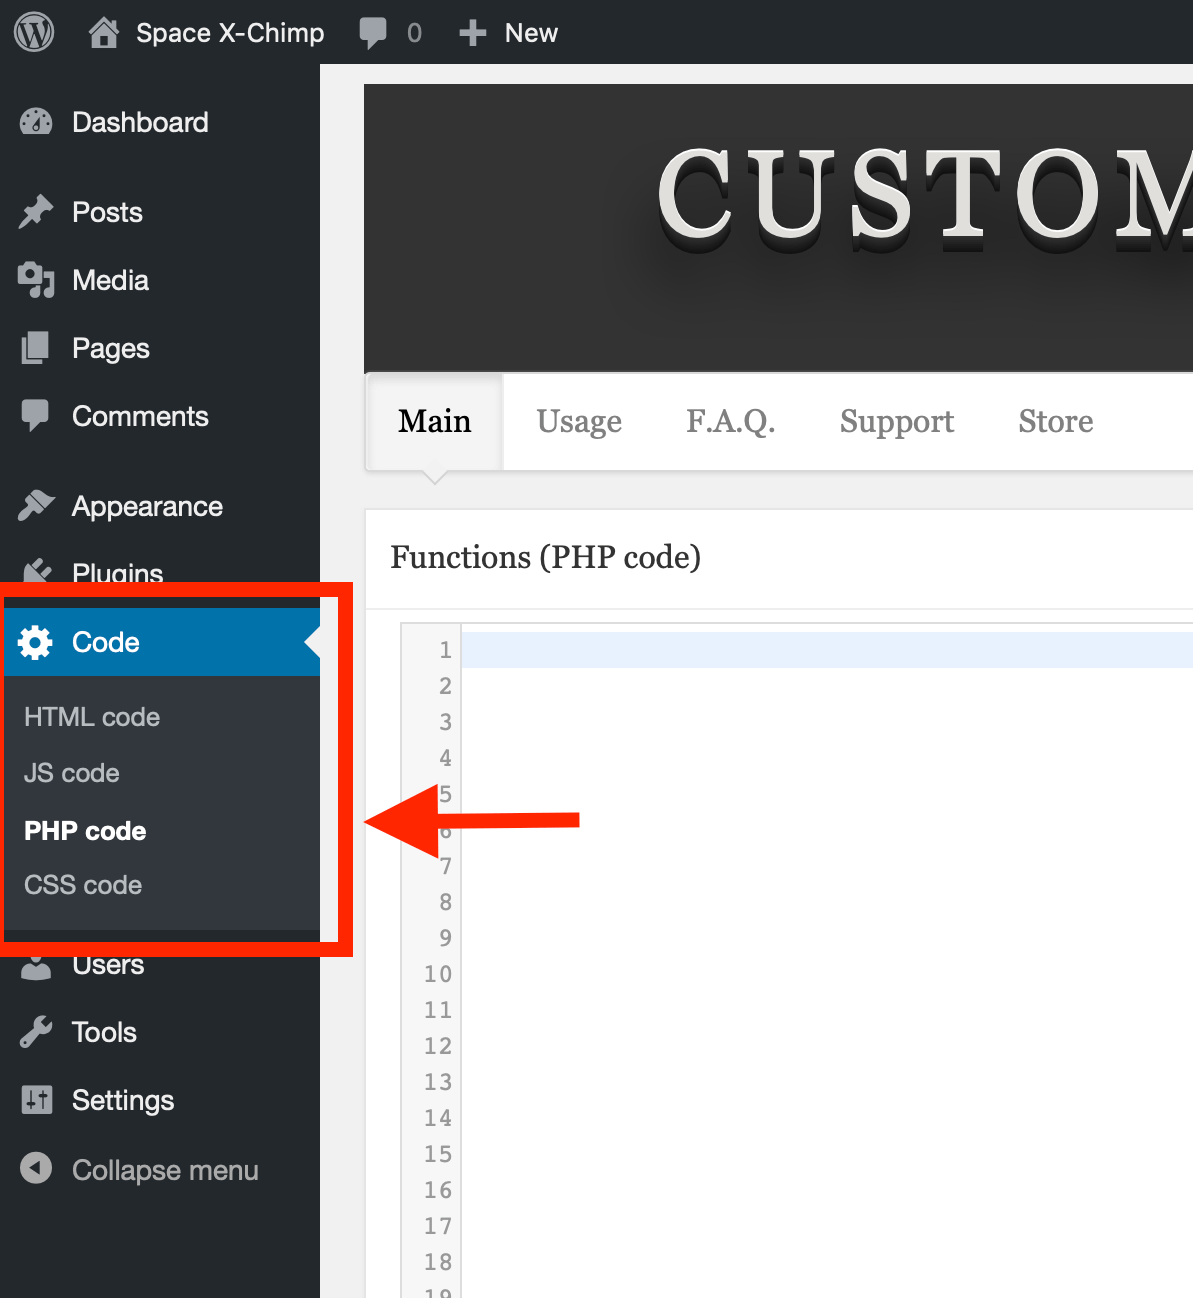 Space X-Chimp 0 New
Dashboard
Posts
Media
Pages
Comments
Appearance
Plugins
Code
HTML code
JS code
PHP code
CSS code
Users
Tools
Settings
Collapse menu
CUSTOM
Main Usage F.A.Q. Support Store
Functions (PHP code)
1
2
3
4
5
6
7
8
9
10
11
12
13
14
15
16
17
18
19